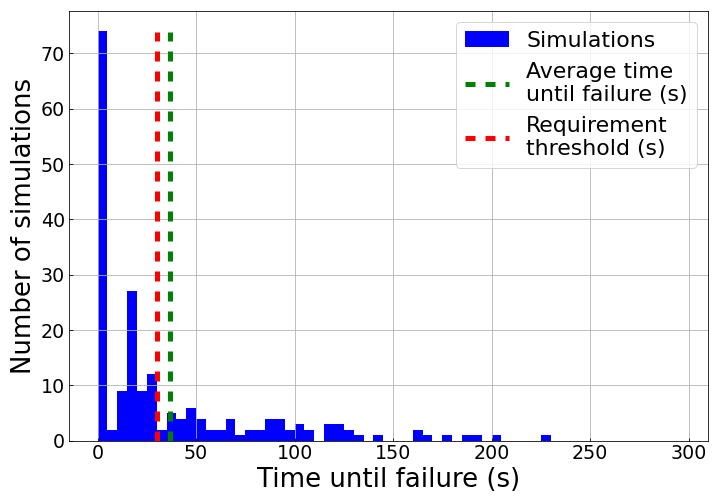 Simulations
Average time
until failure (s)
Requirement
threshold (s)
Number of simulations
70
60
50
40
30
20
10
0
0 50 100 150 200 250 300
Time until failure (s)